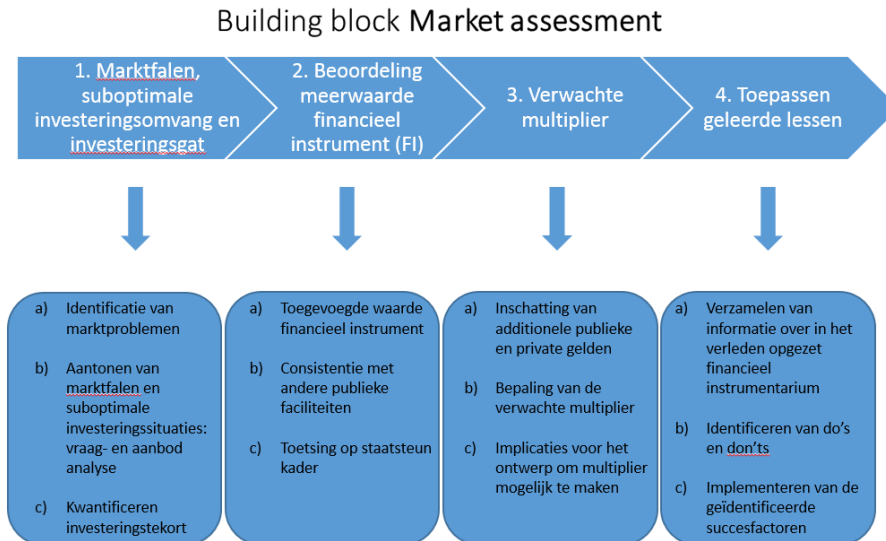 Building block Market assessment
1. Marktfalen,
suboptimale
investeringsomvang en
investeringsgat
2. Beoordeling
meerwaarde
financieel
instrument (FI)
3. Verwachte
multiplier
4. Toepassen
geleerde lessen
a) Identificatie van
marktproblemen
b) Aantonen van
marktfalen en
suboptimale
investeringssituaties:
vraag- en aanbod
analyse
c) Kwantificeren
investeringstekort
a) Toegevoegde waarde
financieel instrument
b) Consistentie met
andere publieke
faciliteiten
c) Toetsing op staatsteun
kader
a) Inschatting van
additionele publieke
en private gelden
b) Bepaling van de
verwachte multiplier
c) Implicaties voor het
ontwerp om multiplier
mogelijk te maken
a) Verzamelen van
informatie over in het
verleden opgezet
financieel
instrumentarium
b) Identificeren van do's
en don'ts
c) Implementeren van de
geïdentificeerde
succesfactoren